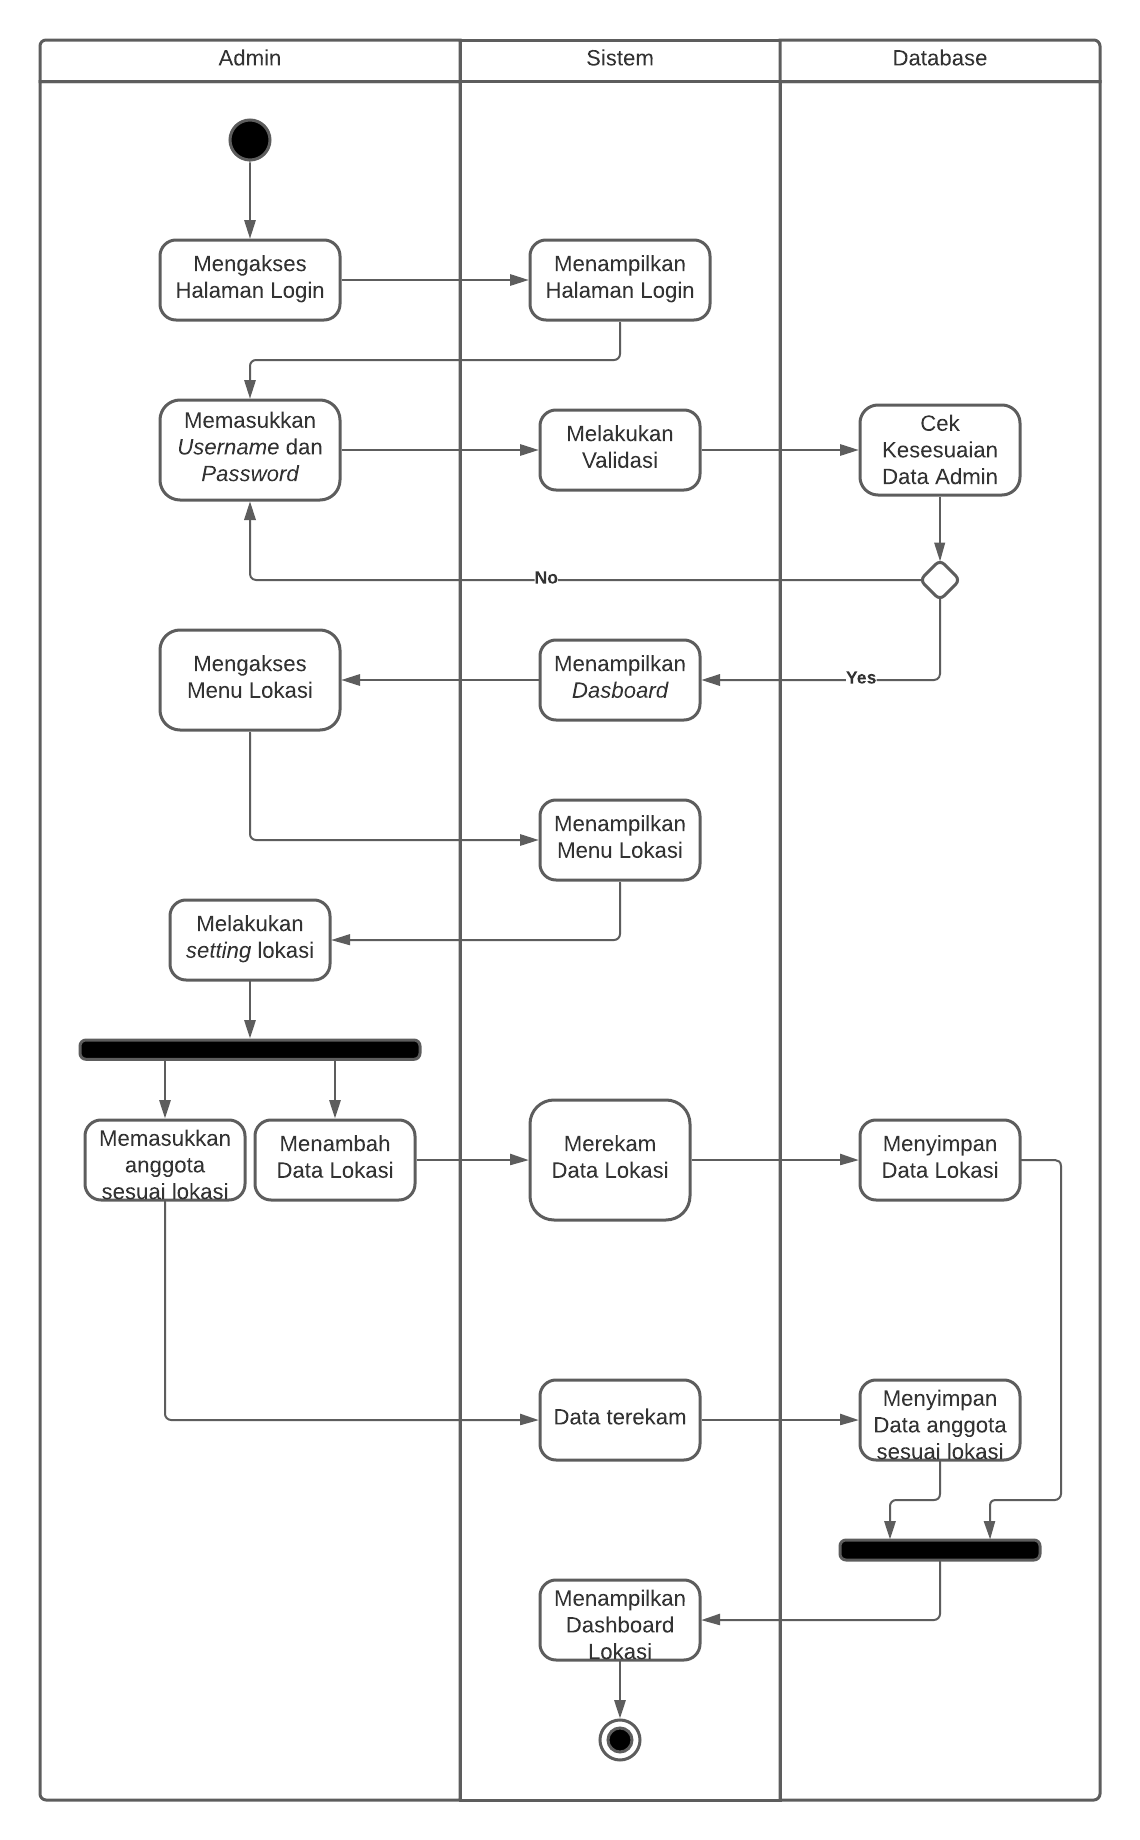 Admin
Sistem
Database
Mengakses
Halaman Login
Menampilkan
Halaman Login
Memasukkan
Username dan
Password
Melakukan
Validasi
Cek
Kesesuaian
Data Admin
No
Mengakses
Menu Lokasi
Menampilkan
Dasboard
Yes
Menampilkan
Menu Lokasi
Melakukan
setting lokasi
Memasukkan
anggota
sesuai lokasi
Menambah
Data Lokasi
Merekam
Data Lokasi
Menyimpan
Data Lokasi
Data terekam
Menyimpan
Data anggota
sesuai lokasi
Menampilkan
Dashboard
Lokasi